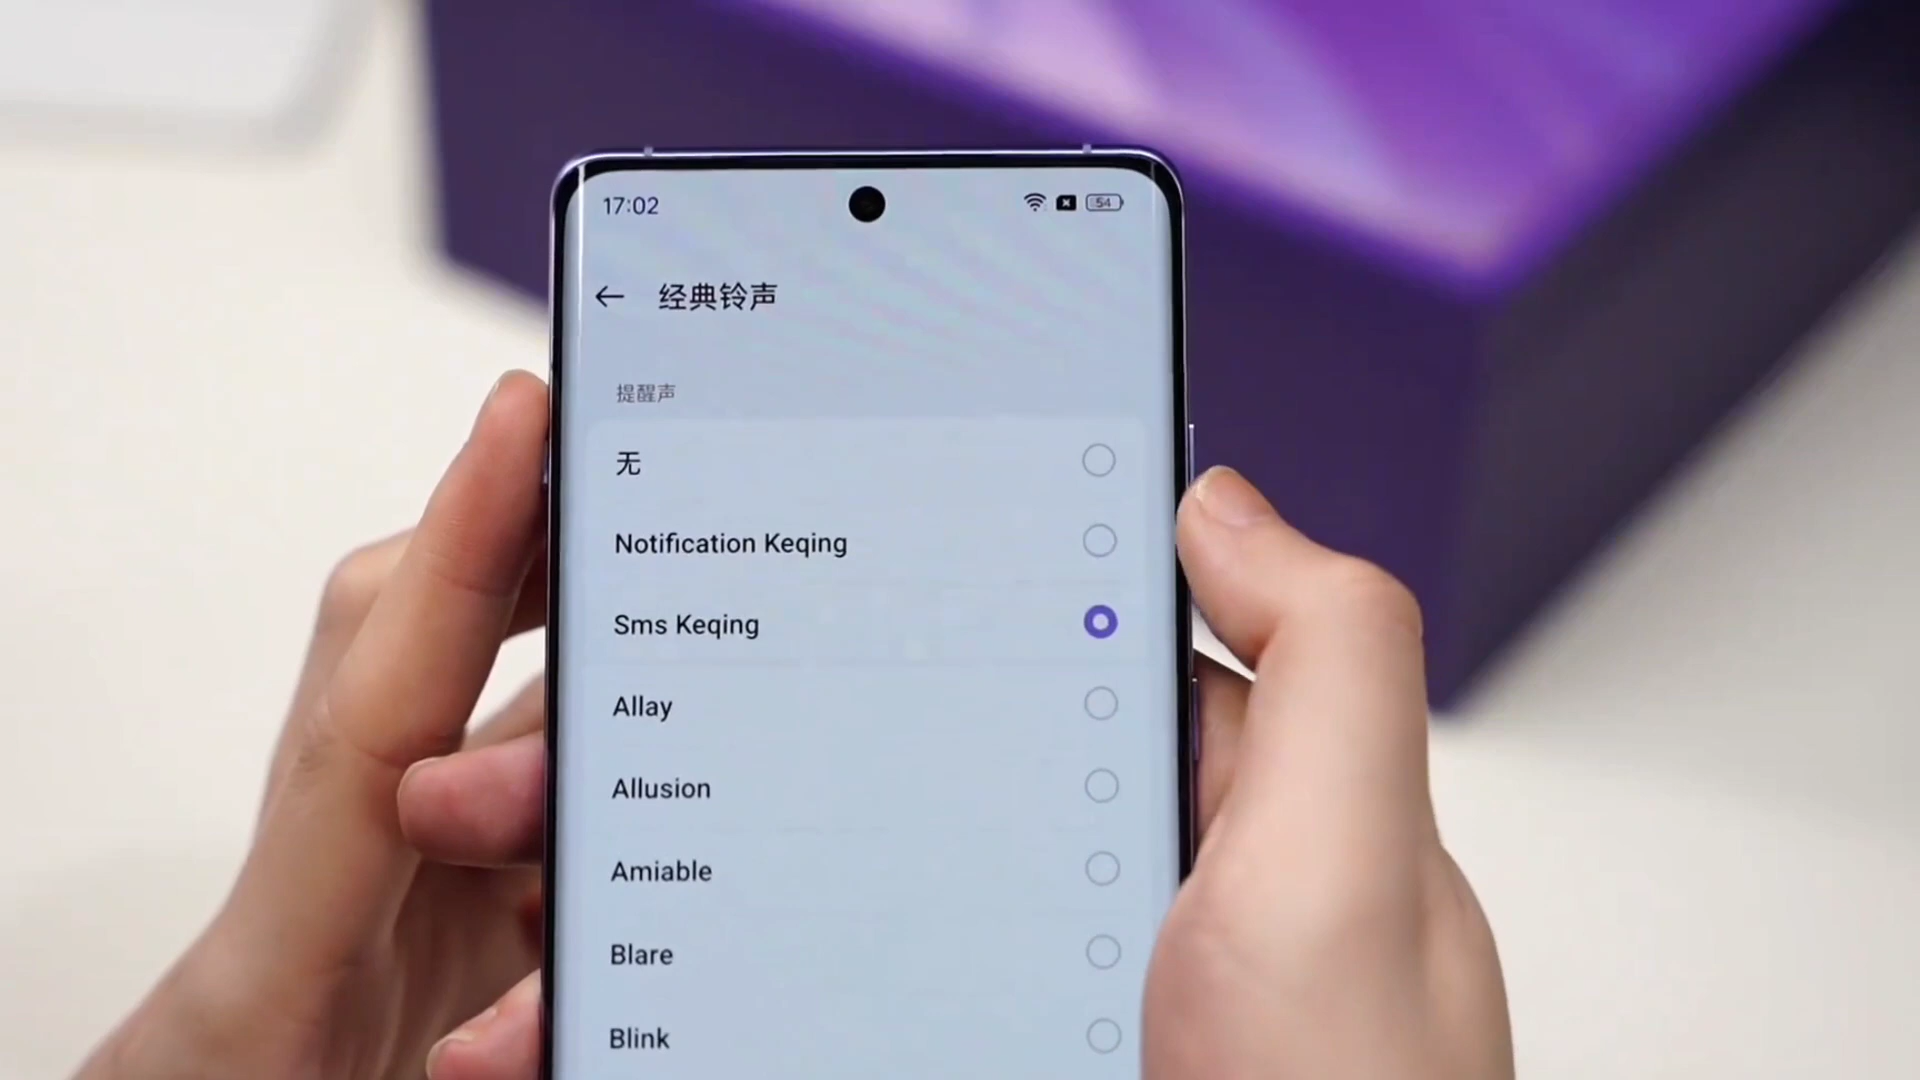 17:02
54
经典铃声
提醒声
无
Notification Keqing
Sms Keqing
Allay
Allusion
Amiable
Blare
Blink